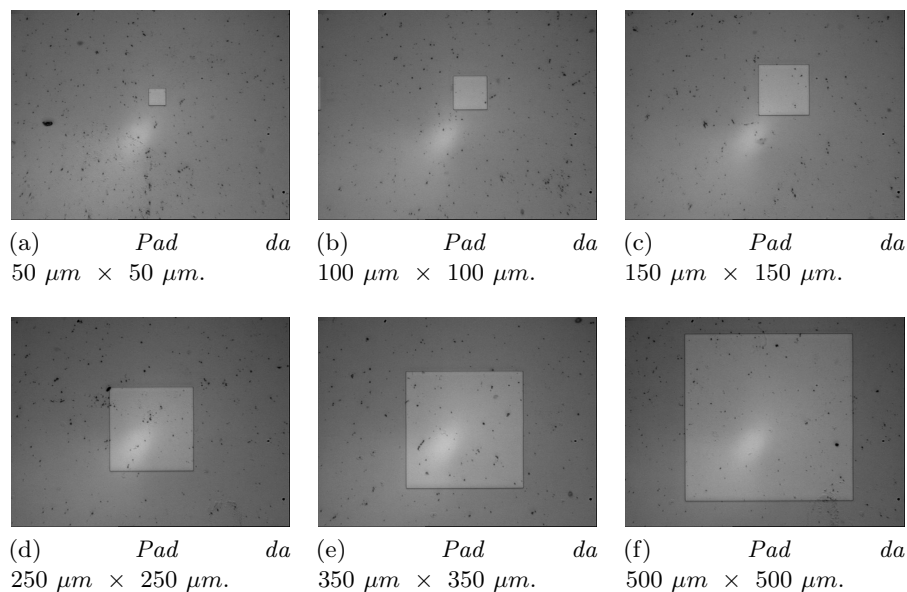 (a) Pad da
50 μm × 50 μm.
(b) Pad da
100 μm × 100 μm.
(c) Pad da
150 μm × 150 μm.
(d) Pad da
250 μm × 250 μm.
(e) Pad da
350 μm × 350 μm.
(f) Pad da
500 μm × 500 μm.